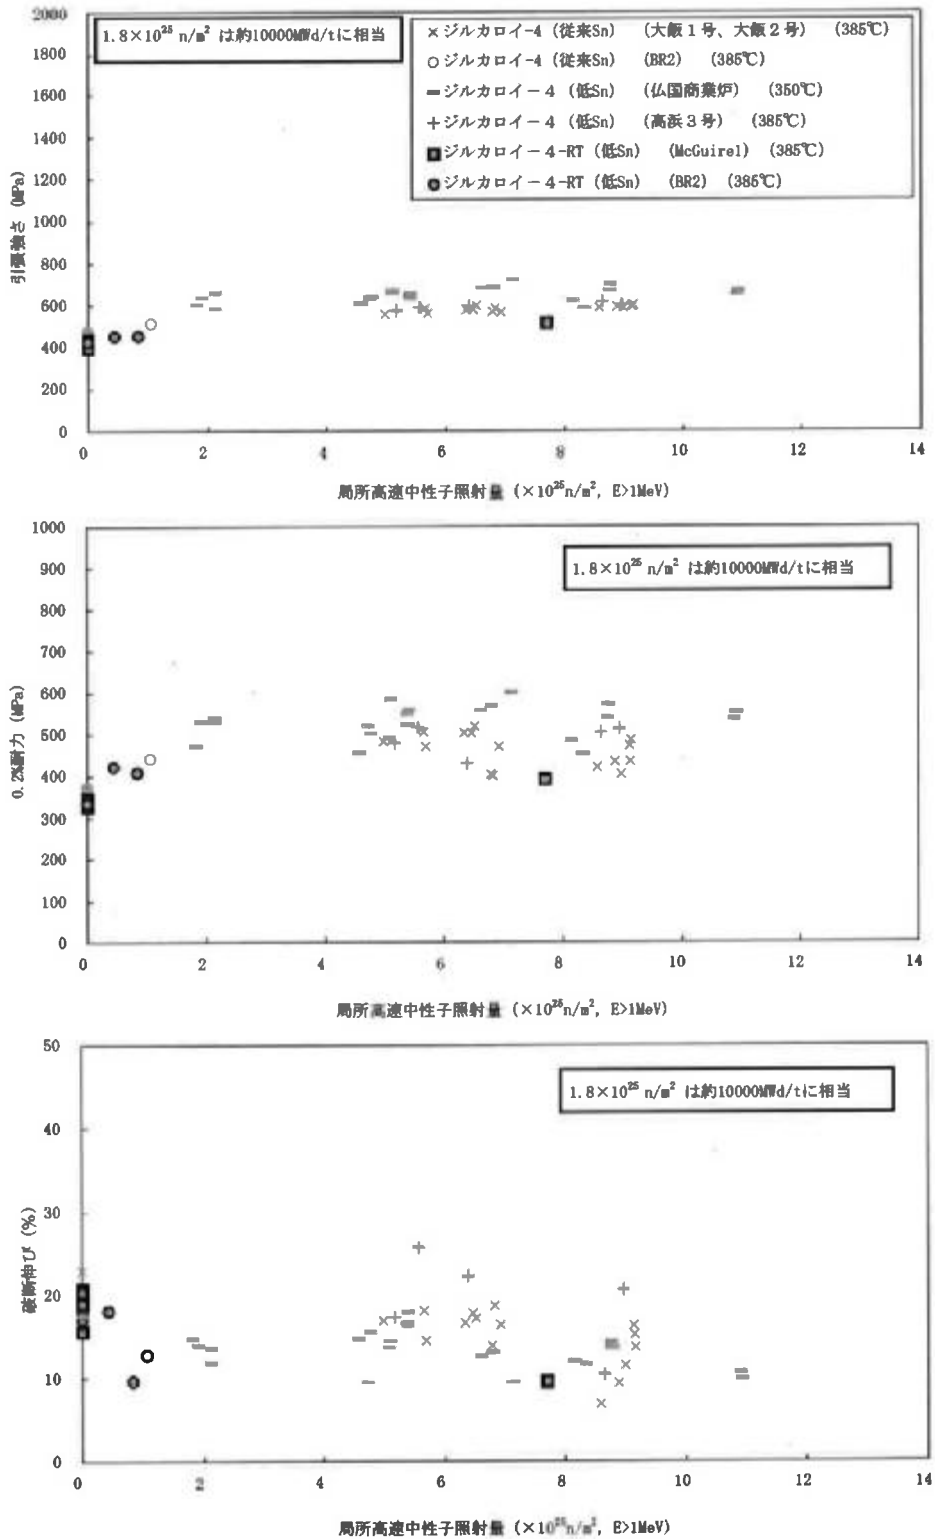 2000
1800
1600
1400
1200
1000
800
600
400
200
0
引張強さ (MPa)
1.8×10²⁵ n/m² は約10000MWd/tに相当
×ジルカロイ-4 (従来Sn) (大飯1号、大飯2号) (385℃)
○ジルカロイ-4 (従来Sn) (BR2) (385℃)
ジルカロイー4 (低Sn) (仏国商業炉) (350℃)
+ジルカロイー4 (低Sn) (高浜3号) (385℃)
ジルカロイー4-RT (低Sn) (McGuire1) (385℃)
ジルカロイー4-RT (低Sn) (BR2) (385℃)
0 2 4 6 8 10 12 14
局所高速中性子照射量 (×10²⁵n/m², E>1MeV)
1000
900
800
700
600
500
400
300
200
100
0
0.2%耐力 (MPa)
1.8×10²⁵ n/m² は約10000MWd/tに相当
0 2 4 6 8 10 12 14
局所高速中性子照射量 (×10²⁵n/m², E>1MeV)
50
40
30
20
10
0
破断伸び (%)
1.8×10²⁵ n/m² は約10000MWd/tに相当
0 2 4 6 8 10 12 14
局所高速中性子照射量 (×10²⁵n/m², E>1MeV)